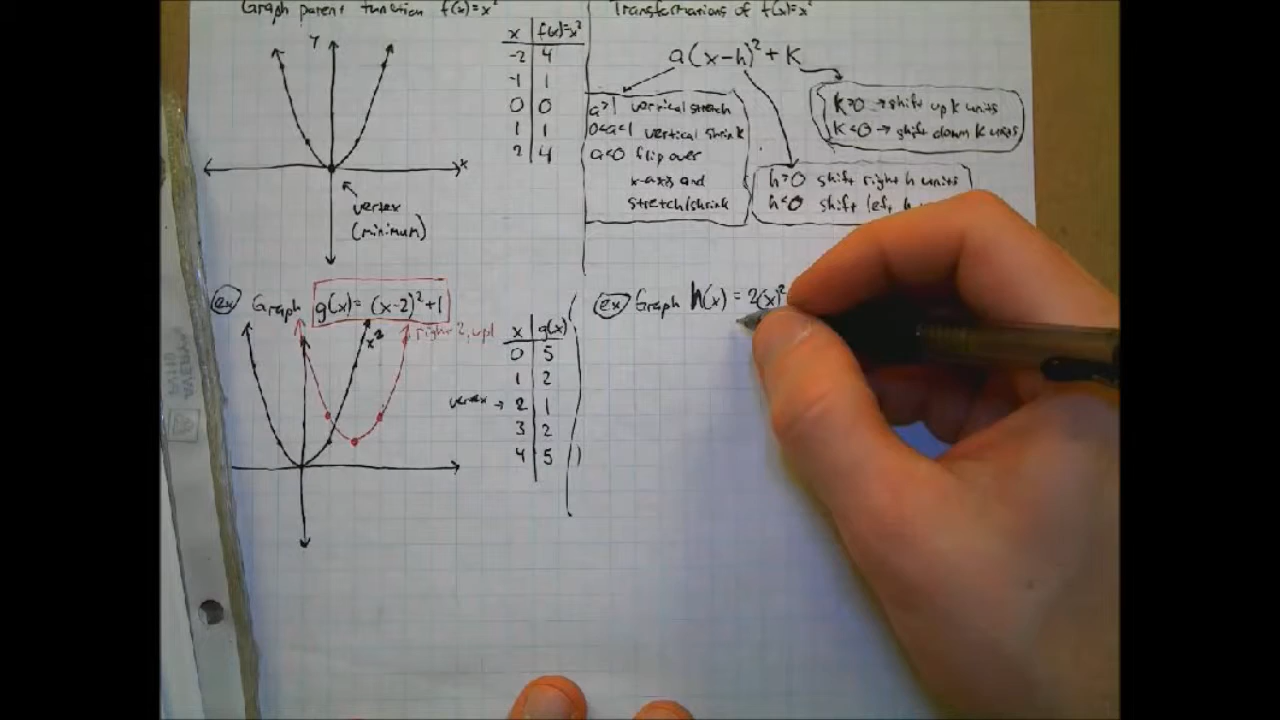 Graph parent function f(x)=x²
y
x
vertex
(minimum)
x f(x)=x²
-2 4
-1 1
0 0
1 1
2 4
Transformations of f(x)=x²
a(x-h)²+K
a>1 vertical stretch
0<a<1 vertical shrink
a<0 flip over
x-axis and
stretch/shrink
K>0 → shift up K units
K<0 → shift down K units
h>0 shift right h units
h<0 shift left h
ex Graph g(x)= (x-2)²+1
x²
right 2, up 1
x g(x)
0 5
1 2
vertex → 2 1
3 2
4 5
ex Graph h(x) = 2(x)²